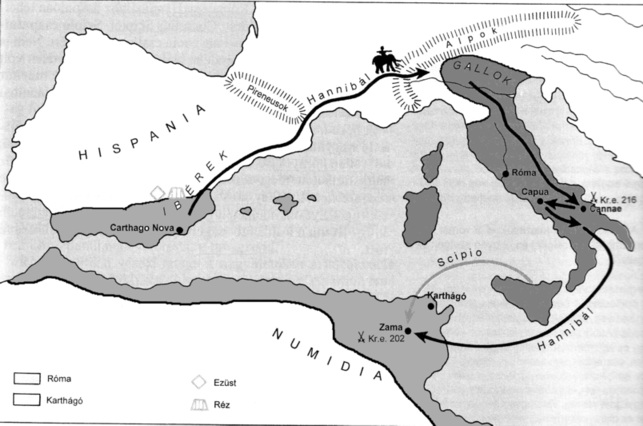 Alpok
GALLOK
Hannibál
Pireneusok
HISPANIA
IBÉREK
Róma
Capua
Kr.e. 216
Cannae
Carthago Nova
Scipio
Karthágó
Hannibál
Zama
Kr.e. 202
NUMIDIA
Róma
Karthágó
Ezüst
Réz